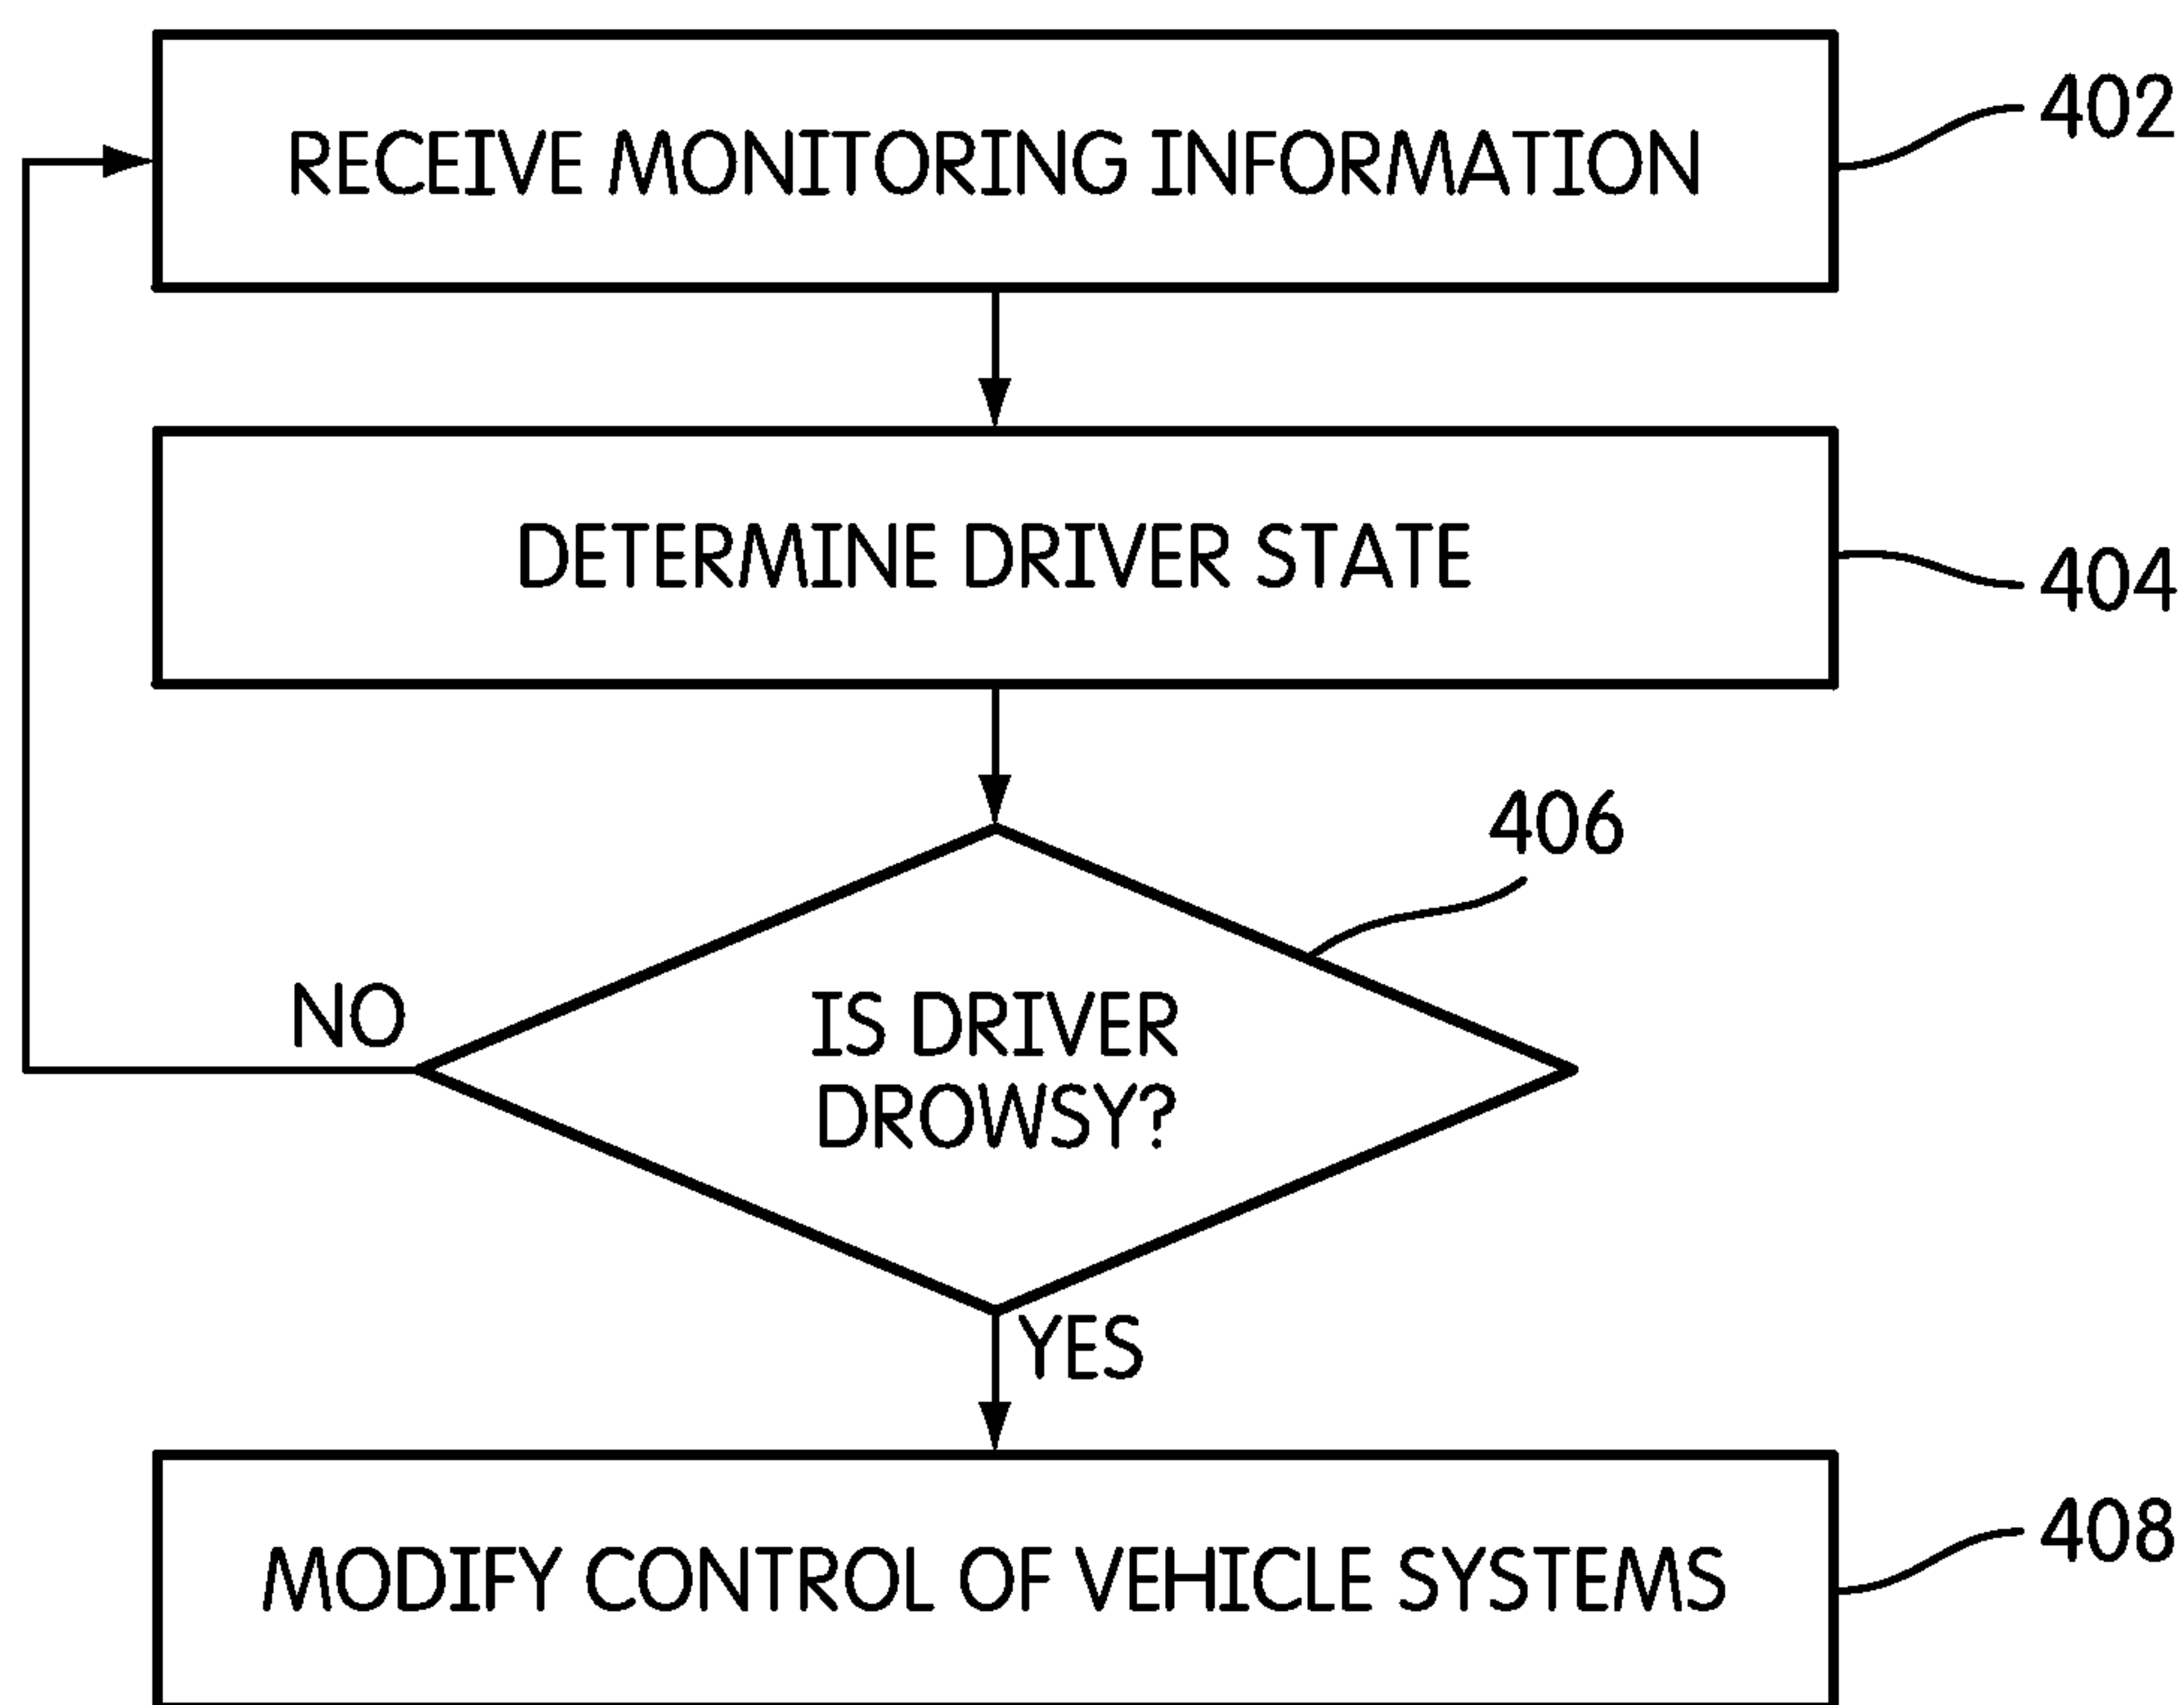 RECEIVE MONITORING INFORMATION
402
DETERMINE DRIVER STATE
404
406
IS DRIVER
DROWSY?
NO
YES
MODIFY CONTROL OF VEHICLE SYSTEMS
408